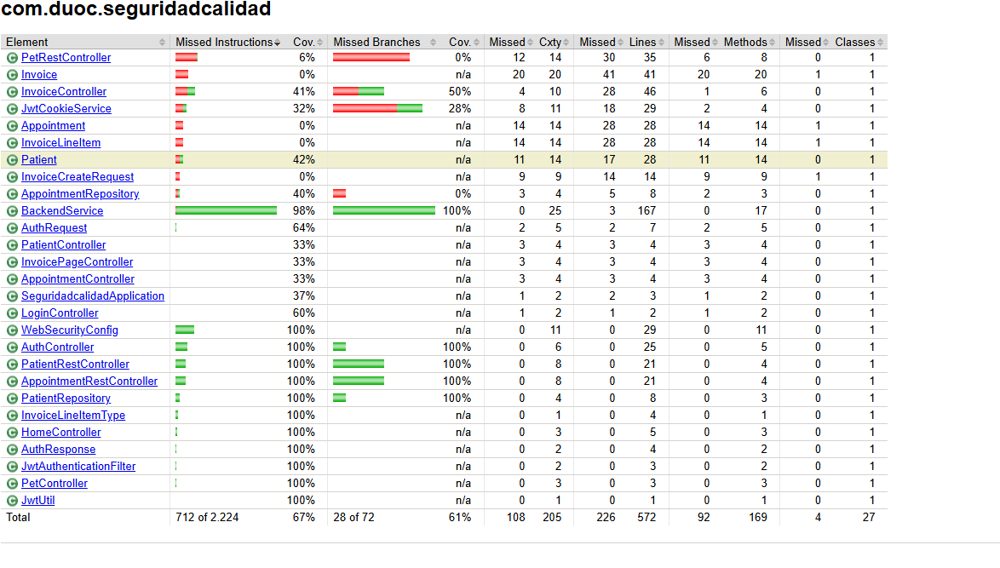 com.duoc.seguridadcalidad
Element Missed Instructions Cov. Missed Branches Cov. Missed Cxty Missed Lines Missed Methods Missed Classes
PetRestController 6% 0% 12 14 30 35 6 8 0 1
Invoice 0% n/a 20 20 41 41 20 20 1 1
InvoiceController 41% 50% 4 10 28 46 1 6 0 1
JwtCookieService 32% 28% 8 11 18 29 2 4 0 1
Appointment 0% n/a 14 14 28 28 14 14 1 1
InvoiceLineItem 0% n/a 14 14 28 28 14 14 1 1
Patient 42% n/a 11 14 17 28 11 14 0 1
InvoiceCreateRequest 0% n/a 9 9 14 14 9 9 1 1
AppointmentRepository 40% 0% 3 4 5 8 2 3 0 1
BackendService 98% 100% 0 25 3 167 0 17 0 1
AuthRequest 64% n/a 2 5 2 7 2 5 0 1
PatientController 33% n/a 3 4 3 4 3 4 0 1
InvoicePageController 33% n/a 3 4 3 4 3 4 0 1
AppointmentController 33% n/a 3 4 3 4 3 4 0 1
SeguridadcalidadApplication 37% n/a 1 2 2 3 1 2 0 1
LoginController 60% n/a 1 2 1 2 1 2 0 1
WebSecurityConfig 100% n/a 0 11 0 29 0 11 0 1
AuthController 100% 100% 0 6 0 25 0 5 0 1
PatientRestController 100% 100% 0 8 0 21 0 4 0 1
AppointmentRestController 100% 100% 0 8 0 21 0 4 0 1
PatientRepository 100% 100% 0 4 0 8 0 3 0 1
InvoiceLineItemType 100% n/a 0 1 0 4 0 1 0 1
HomeController 100% n/a 0 3 0 5 0 3 0 1
AuthResponse 100% n/a 0 2 0 4 0 2 0 1
JwtAuthenticationFilter 100% n/a 0 2 0 3 0 2 0 1
PetController 100% n/a 0 3 0 3 0 3 0 1
JwtUtil 100% n/a 0 1 0 1 0 1 0 1
Total 712 of 2.224 67% 28 of 72 61% 108 205 226 572 92 169 4 27